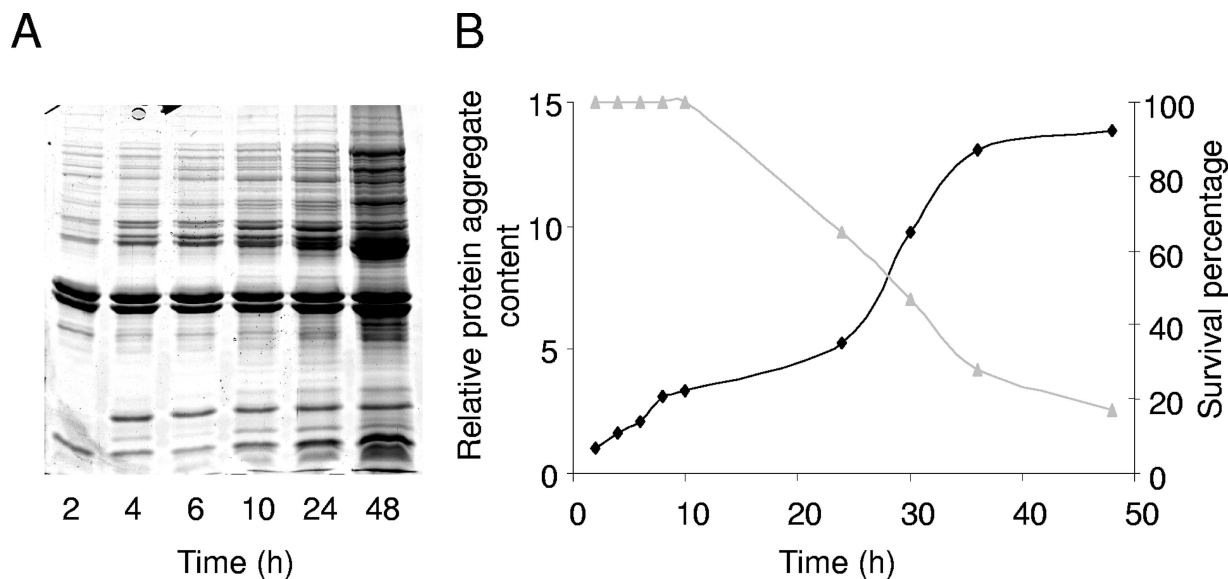 A
B
2 4 6 10 24 48
Time (h)
Relative protein aggregate
content
15
10
5
0
100
80
60
40
20
0
Survival percentage
0 10 20 30 40 50
Time (h)